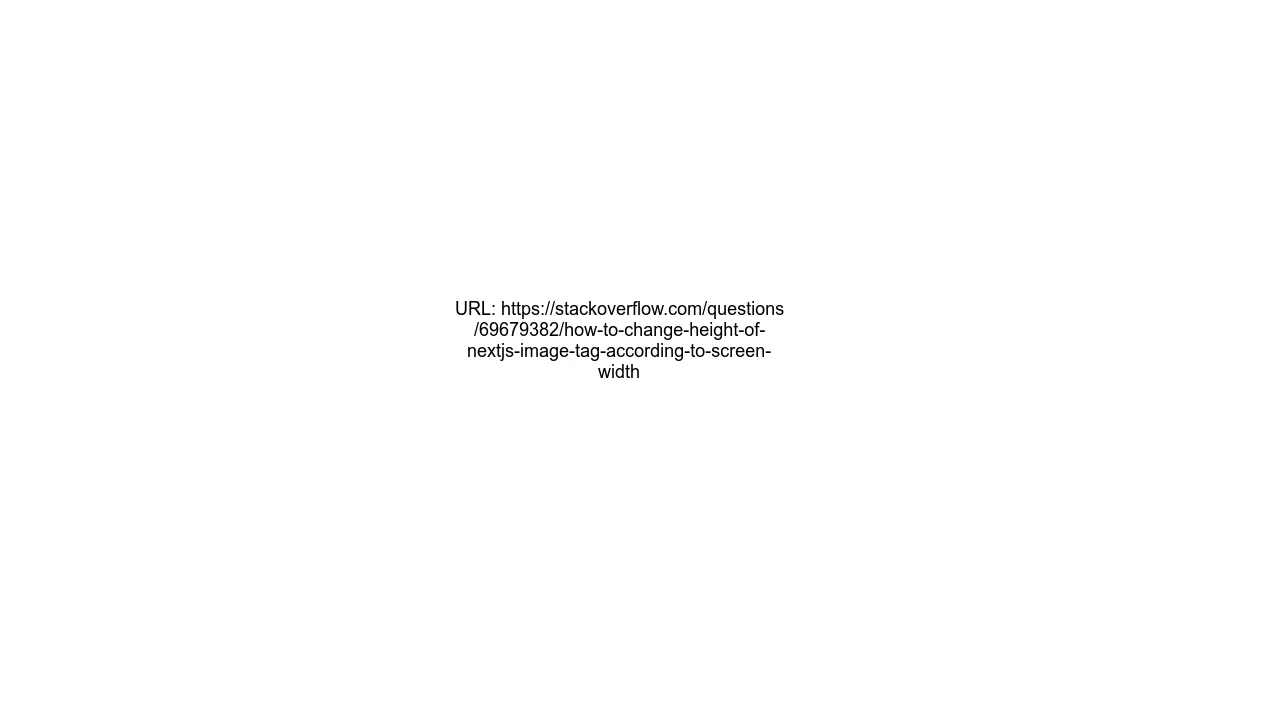 URL: https://stackoverflow.com/questions
/69679382/how-to-change-height-of-
nextjs-image-tag-according-to-screen-
width